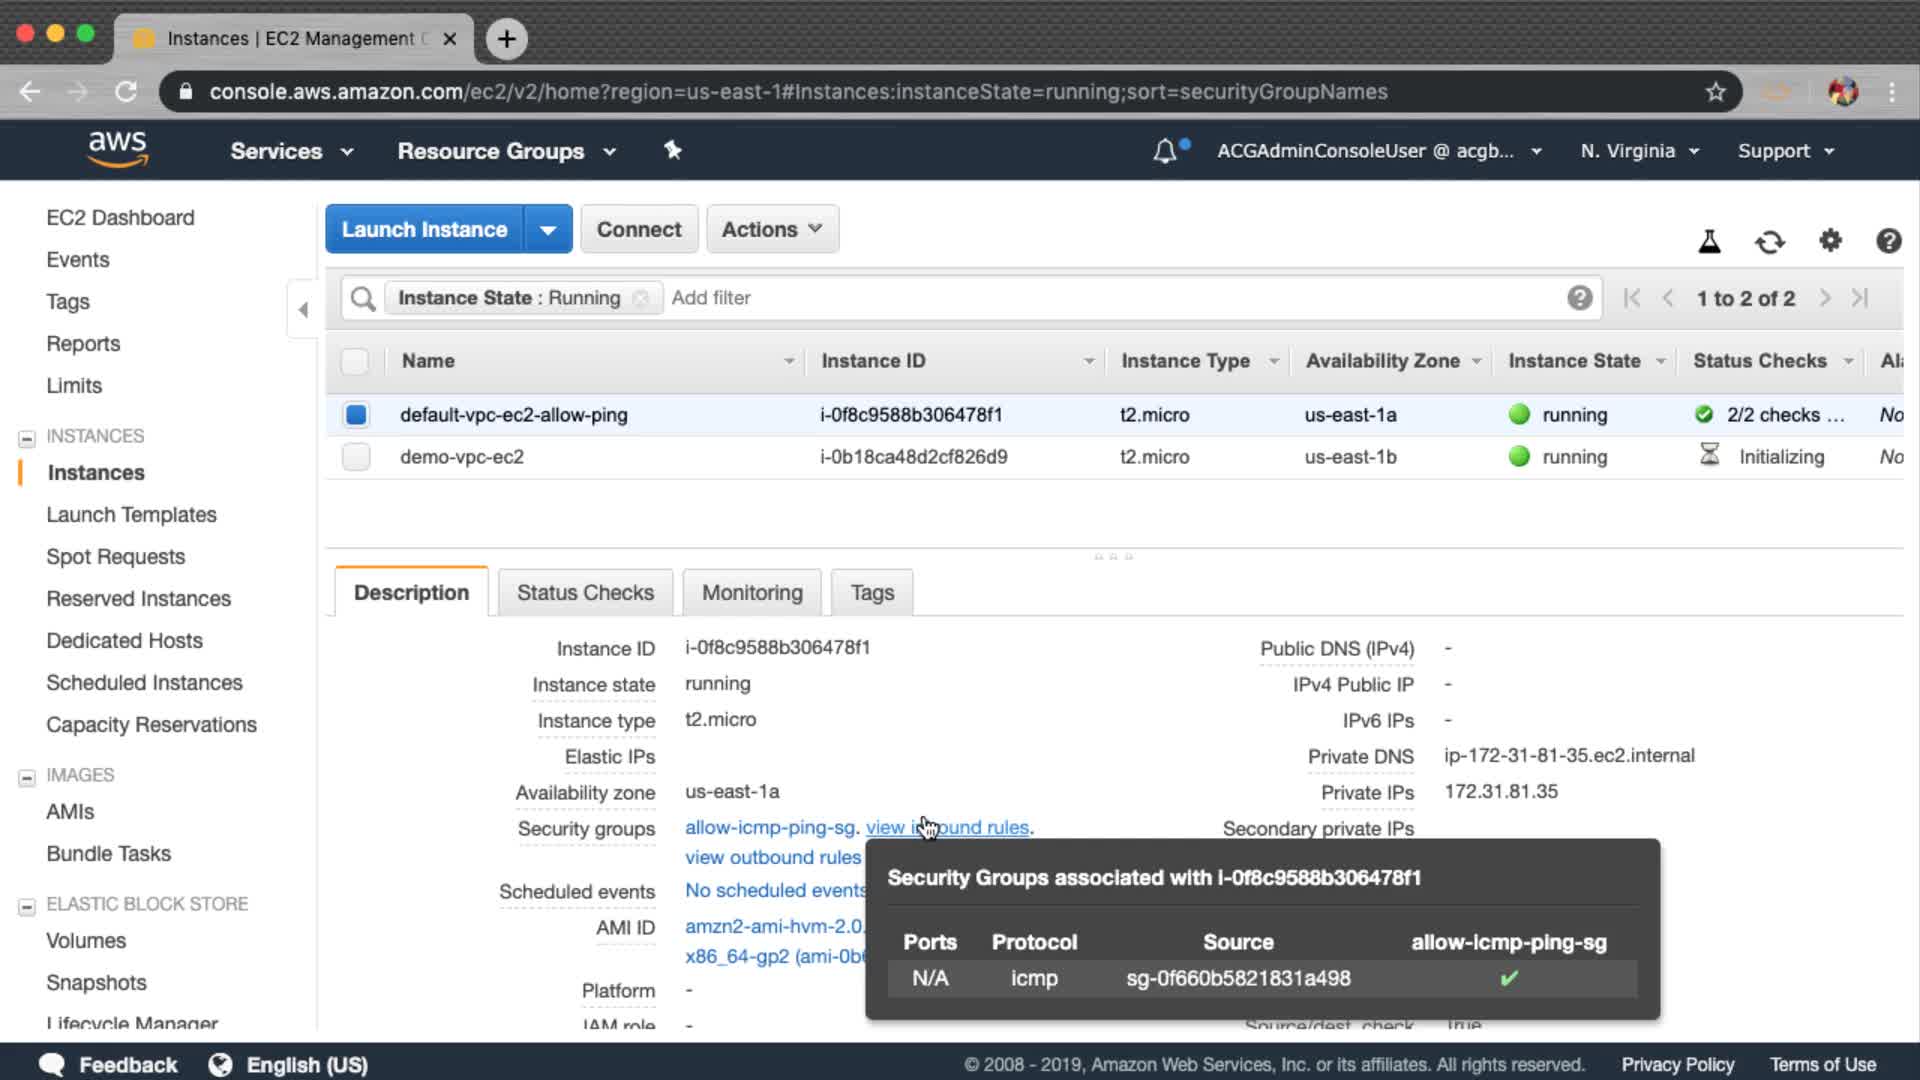 Instances | EC2 Management C
console.aws.amazon.com/ec2/v2/home?region=us-east-1#Instances:instanceState=running;sort=securityGroupNames
aws
Services
Resource Groups
ACGAdminConsoleUser @ acgb...
N. Virginia
Support
EC2 Dashboard
Events
Tags
Reports
Limits
INSTANCES
Instances
Launch Templates
Spot Requests
Reserved Instances
Dedicated Hosts
Scheduled Instances
Capacity Reservations
IMAGES
AMIs
Bundle Tasks
ELASTIC BLOCK STORE
Volumes
Snapshots
Lifecycle Manager
Launch Instance
Connect
Actions
Instance State : Running
Add filter
1 to 2 of 2
Name Instance ID Instance Type Availability Zone Instance State Status Checks Ala
default-vpc-ec2-allow-ping i-0f8c9588b306478f1 t2.micro us-east-1a running 2/2 checks ... No
demo-vpc-ec2 i-0b18ca48d2cf826d9 t2.micro us-east-1b running Initializing No
Description Status Checks Monitoring Tags
Instance ID i-0f8c9588b306478f1
Instance state running
Instance type t2.micro
Elastic IPs
Availability zone us-east-1a
Security groups allow-icmp-ping-sg. view inbound rules.
view outbound rules
Scheduled events No scheduled events
AMI ID amzn2-ami-hvm-2.0.
x86_64-gp2 (ami-0b6
Platform -
IAM role -
Public DNS (IPv4) -
IPv4 Public IP -
IPv6 IPs -
Private DNS ip-172-31-81-35.ec2.internal
Private IPs 172.31.81.35
Secondary private IPs
Source/dest. check True
Security Groups associated with i-0f8c9588b306478f1
Ports Protocol Source allow-icmp-ping-sg
N/A icmp sg-0f660b5821831a498 ✔
Feedback
English (US)
© 2008 - 2019, Amazon Web Services, Inc. or its affiliates. All rights reserved.
Privacy Policy
Terms of Use